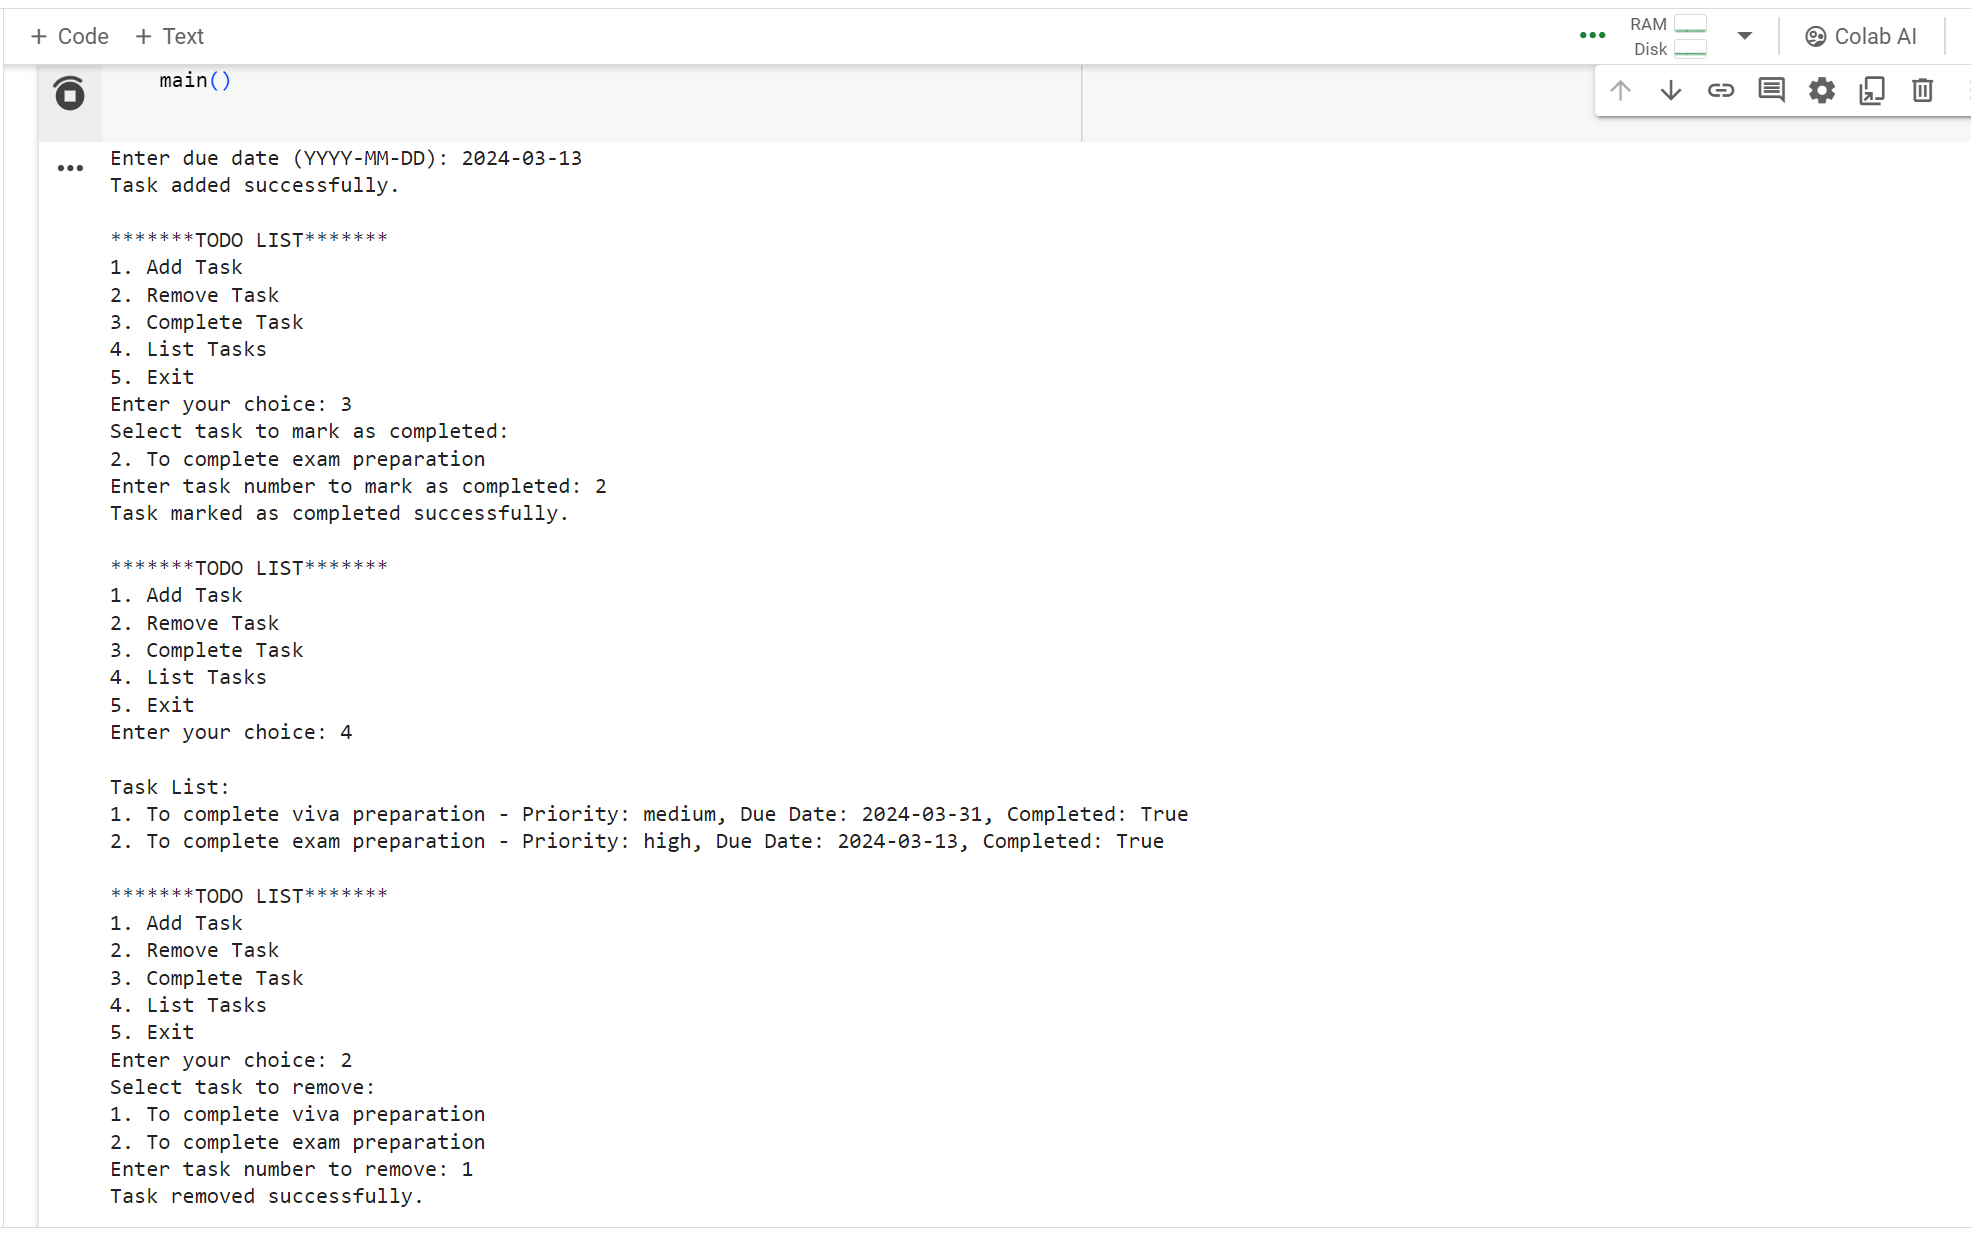 + Code + Text
RAM
Disk
Colab AI
main()
Enter due date (YYYY-MM-DD): 2024-03-13
Task added successfully.
*******TODO LIST*******
1. Add Task
2. Remove Task
3. Complete Task
4. List Tasks
5. Exit
Enter your choice: 3
Select task to mark as completed:
2. To complete exam preparation
Enter task number to mark as completed: 2
Task marked as completed successfully.
*******TODO LIST*******
1. Add Task
2. Remove Task
3. Complete Task
4. List Tasks
5. Exit
Enter your choice: 4
Task List:
1. To complete viva preparation - Priority: medium, Due Date: 2024-03-31, Completed: True
2. To complete exam preparation - Priority: high, Due Date: 2024-03-13, Completed: True
*******TODO LIST*******
1. Add Task
2. Remove Task
3. Complete Task
4. List Tasks
5. Exit
Enter your choice: 2
Select task to remove:
1. To complete viva preparation
2. To complete exam preparation
Enter task number to remove: 1
Task removed successfully.